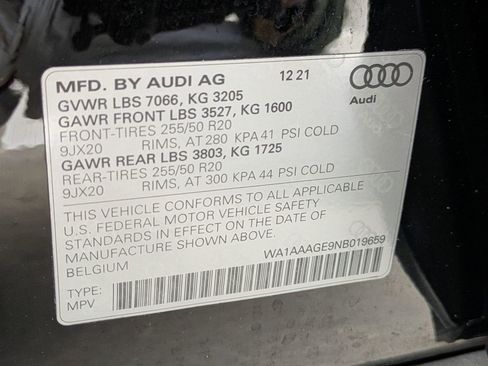 MFD. BY AUDI AG 12 21
GVWR LBS 7066, KG 3205
GAWR FRONT LBS 3527, KG 1600
FRONT-TIRES 255/50 R20
9JX20 RIMS, AT 280 KPA 41 PSI COLD
GAWR REAR LBS 3803, KG 1725
REAR-TIRES 255/50 R20
9JX20 RIMS, AT 300 KPA 44 PSI COLD
Audi
THIS VEHICLE CONFORMS TO ALL APPLICABLE
U.S. FEDERAL MOTOR VEHICLE SAFETY
STANDARDS IN EFFECT ON THE DATE OF
MANUFACTURE SHOWN ABOVE.
BELGIUM WA1AAAGE9NB019659
TYPE:
MPV